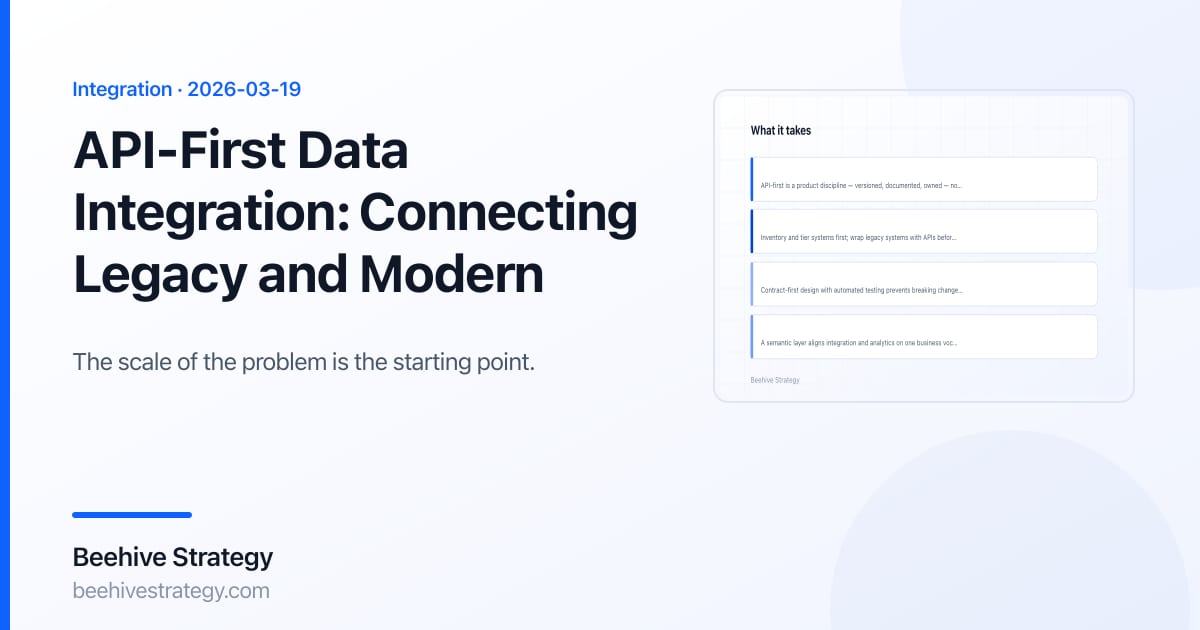 Integration · 2026-03-19
API-First Data
Integration: Connecting
Legacy and Modern
The scale of the problem is the starting point.
Beehive Strategy
beehivestrategy.com
What it takes
API-first is a product discipline — versioned, documented, owned — no...
Inventory and tier systems first; wrap legacy systems with APIs befor...
Contract-first design with automated testing prevents breaking change...
A semantic layer aligns integration and analytics on one business voc...
Beehive Strategy